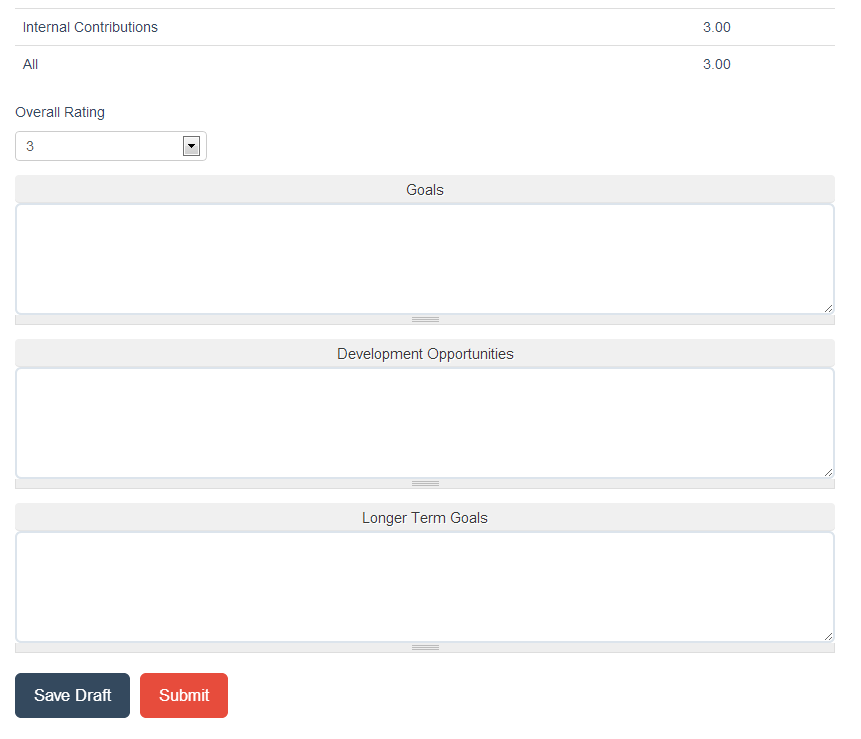 Internal Contributions 3.00
All 3.00
Overall Rating
3
Goals
Development Opportunities
Longer Term Goals
Save Draft Submit